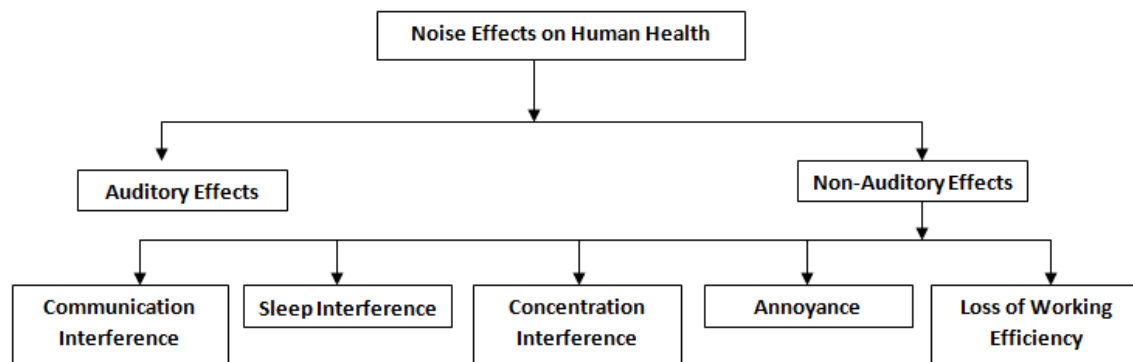 Noise Effects on Human Health
Auditory Effects
Non-Auditory Effects
Communication
Interference
Sleep Interference
Concentration
Interference
Annoyance
Loss of Working
Efficiency